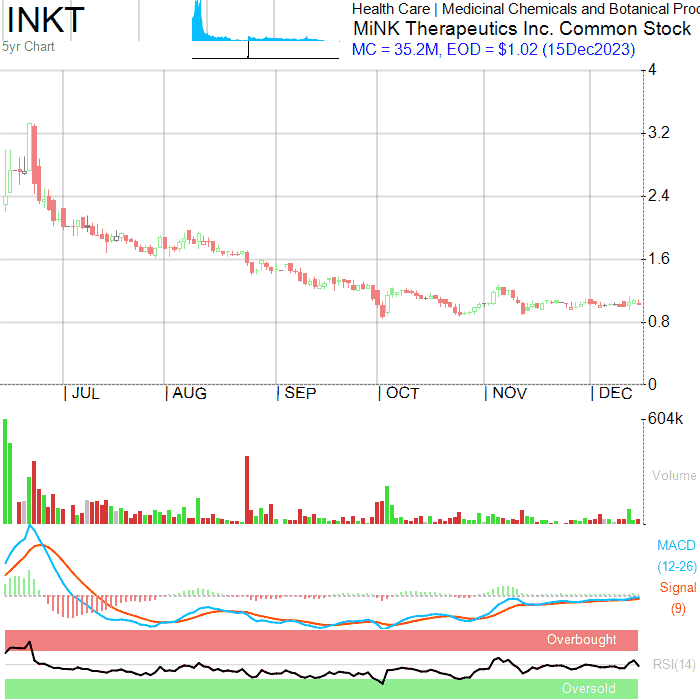 INKT
5yr Chart
Health Care | Medicinal Chemicals and Botanical Proc
MiNK Therapeutics Inc. Common Stock
MC = 35.2M, EOD = $1.02 (15Dec2023)
4
3.2
2.4
1.6
0.8
0
| JUL | AUG | SEP | OCT | NOV | DEC
604k
Volume
MACD
(12-26)
Signal
(9)
Overbought
RSI(14)
Oversold